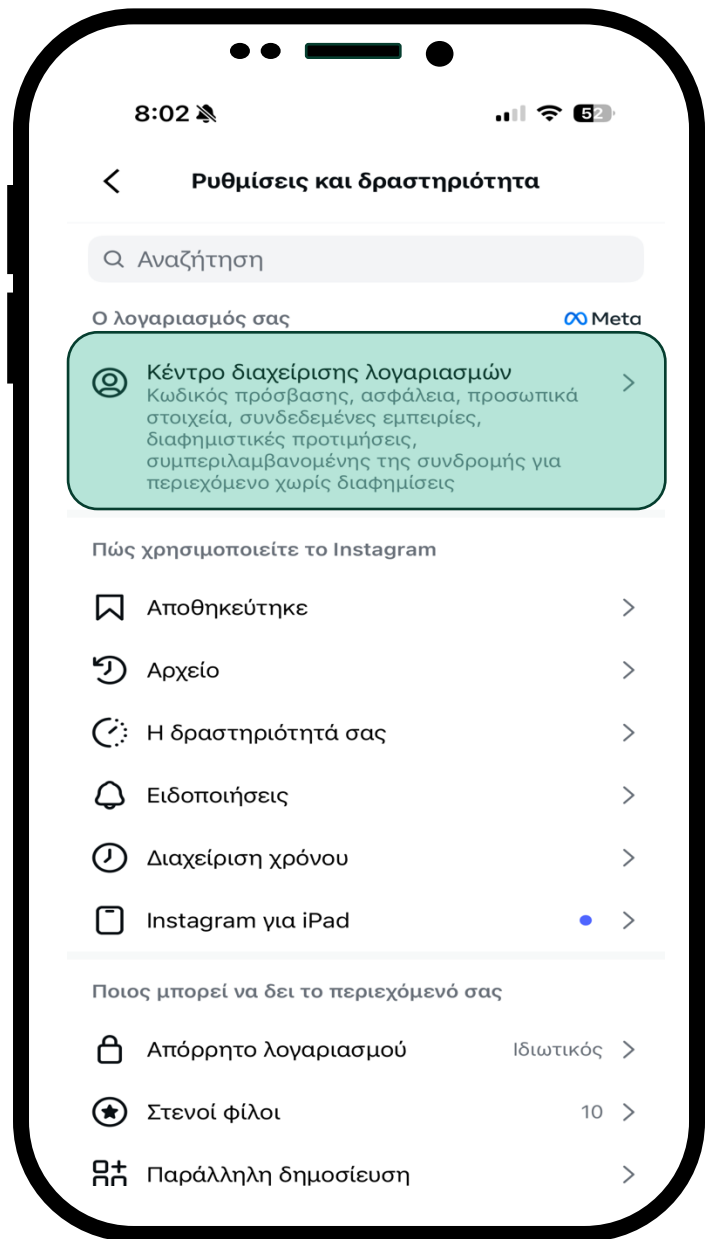 8:02
52
Ρυθμίσεις και δραστηριότητα
Αναζήτηση
Ο λογαριασμός σας
Meta
Κέντρο διαχείρισης λογαριασμών
Κωδικός πρόσβασης, ασφάλεια, προσωπικά
στοιχεία, συνδεδεμένες εμπειρίες,
διαφημιστικές προτιμήσεις,
συμπεριλαμβανομένης της συνδρομής για
περιεχόμενο χωρίς διαφημίσεις
Πώς χρησιμοποιείτε το Instagram
Αποθηκεύτηκε
Αρχείο
Η δραστηριότητά σας
Ειδοποιήσεις
Διαχείριση χρόνου
Instagram για iPad
Ποιος μπορεί να δει το περιεχόμενό σας
Απόρρητο λογαριασμού Ιδιωτικός
Στενοί φίλοι 10
Παράλληλη δημοσίευση